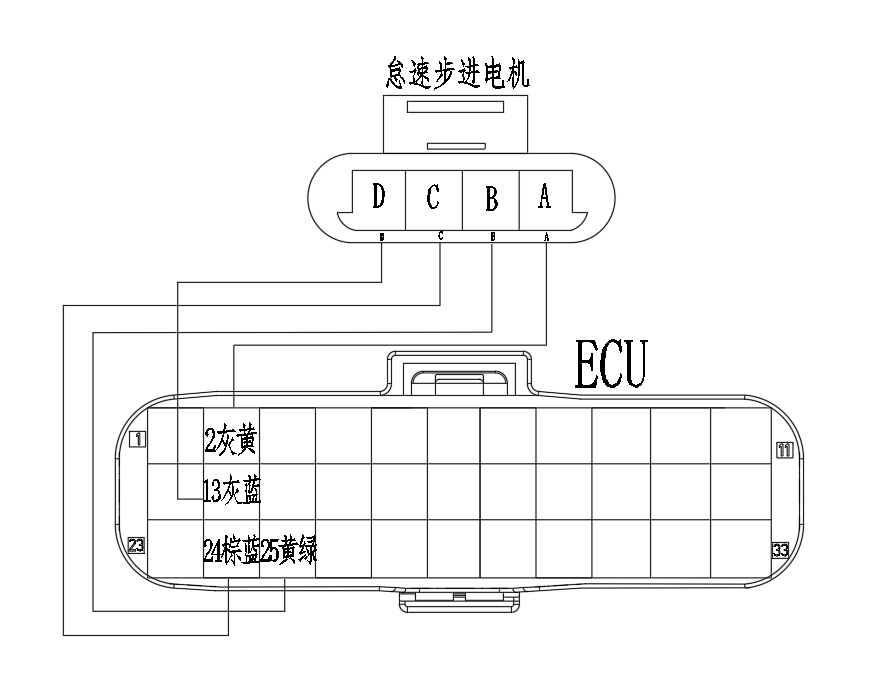 怠速步进电机
D C B A
D C B A
ECU
1 2灰黄 11
13灰蓝
23 24棕蓝 25黄绿 33